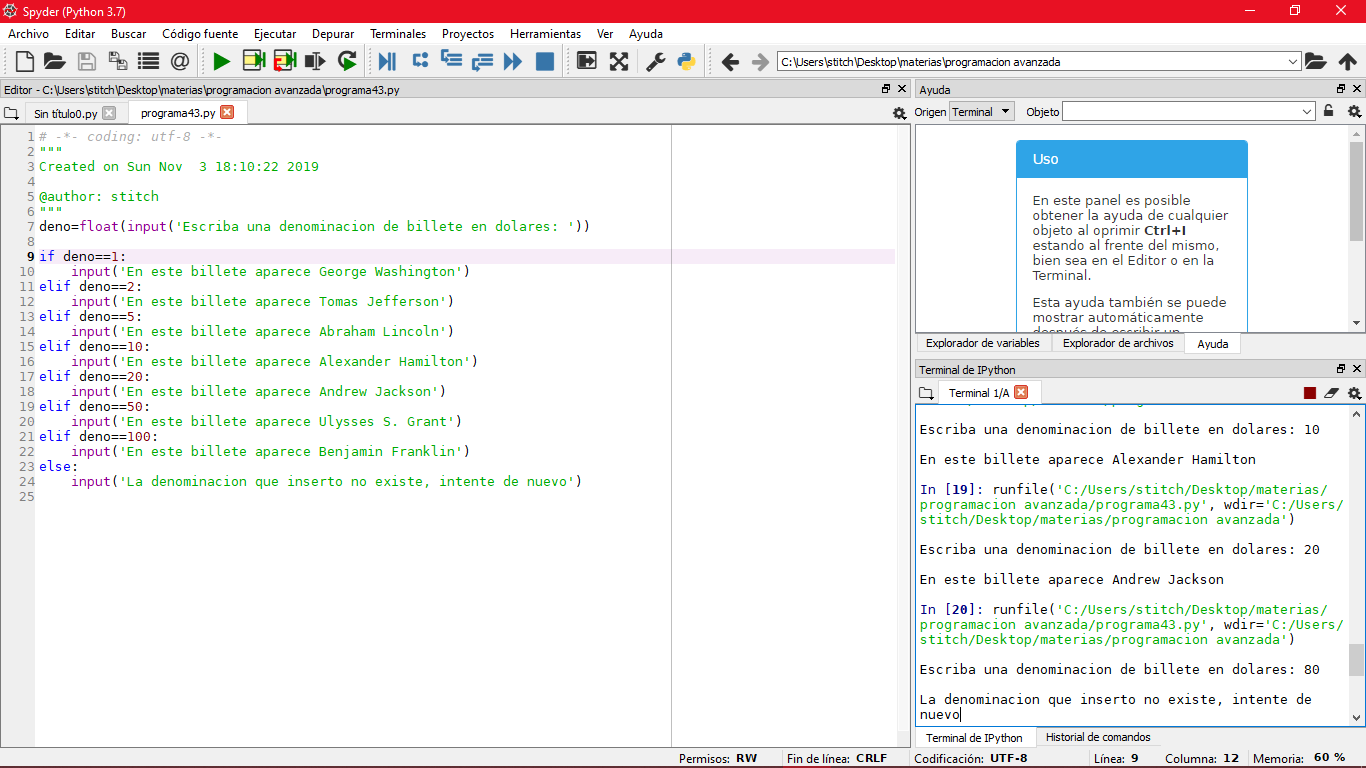 Spyder (Python 3.7)
Archivo Editar Buscar Código fuente Ejecutar Depurar Terminales Proyectos Herramientas Ver Ayuda
C:\Users\stitch\Desktop\materias\programacion avanzada
Editor - C:\Users\stitch\Desktop\materias\programacion avanzada\programa43.py
Sin título0.py programa43.py
1 # -*- coding: utf-8 -*-
2 """
3 Created on Sun Nov  3 18:10:22 2019
4
5 @author: stitch
6 """
7 deno=float(input('Escriba una denominacion de billete en dolares: '))
8
9 if deno==1:
10     input('En este billete aparece George Washington')
11 elif deno==2:
12     input('En este billete aparece Tomas Jefferson')
13 elif deno==5:
14     input('En este billete aparece Abraham Lincoln')
15 elif deno==10:
16     input('En este billete aparece Alexander Hamilton')
17 elif deno==20:
18     input('En este billete aparece Andrew Jackson')
19 elif deno==50:
20     input('En este billete aparece Ulysses S. Grant')
21 elif deno==100:
22     input('En este billete aparece Benjamin Franklin')
23 else:
24     input('La denominacion que inserto no existe, intente de nuevo')
25
Ayuda
Origen Terminal Objeto
Uso
En este panel es posible
obtener la ayuda de cualquier
objeto al oprimir Ctrl+I
estando al frente del mismo,
bien sea en el Editor o en la
Terminal.
Esta ayuda también se puede
mostrar automáticamente
después de escribir un
Explorador de variables Explorador de archivos Ayuda
Terminal de IPython
Terminal 1/A
Escriba una denominacion de billete en dolares: 10
En este billete aparece Alexander Hamilton
In [19]: runfile('C:/Users/stitch/Desktop/materias/
programacion avanzada/programa43.py', wdir='C:/Users/
stitch/Desktop/materias/programacion avanzada')
Escriba una denominacion de billete en dolares: 20
En este billete aparece Andrew Jackson
In [20]: runfile('C:/Users/stitch/Desktop/materias/
programacion avanzada/programa43.py', wdir='C:/Users/
stitch/Desktop/materias/programacion avanzada')
Escriba una denominacion de billete en dolares: 80
La denominacion que inserto no existe, intente de
nuevo
Terminal de IPython Historial de comandos
Permisos: RW Fin de línea: CRLF Codificación: UTF-8 Línea: 9 Columna: 12 Memoria: 60 %